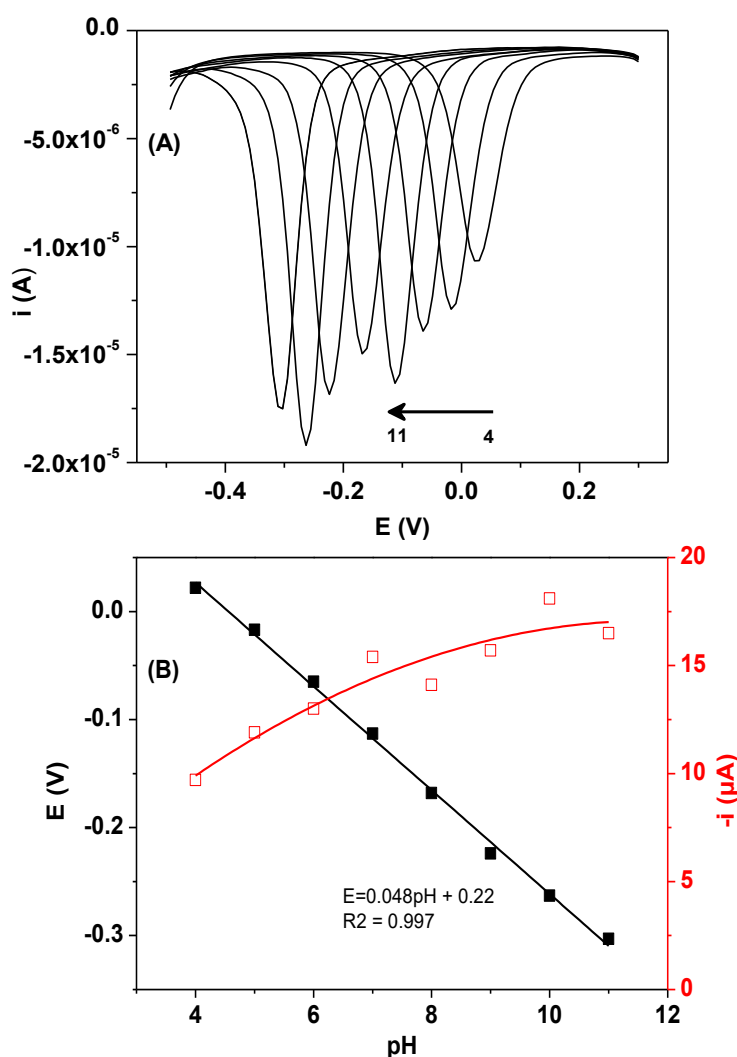 0.0
-5.0x10⁻⁶
(A)
-1.0x10⁻⁵
i (A)
-1.5x10⁻⁵
11 4
-2.0x10⁻⁵
-0.4 -0.2 0.0 0.2
E (V)
20
0.0
15
(B)
-0.1
E (V)
10
-i (µA)
-0.2
E=0.048pH + 0.22
5
R2 = 0.997
-0.3
0
4 6 8 10 12
pH